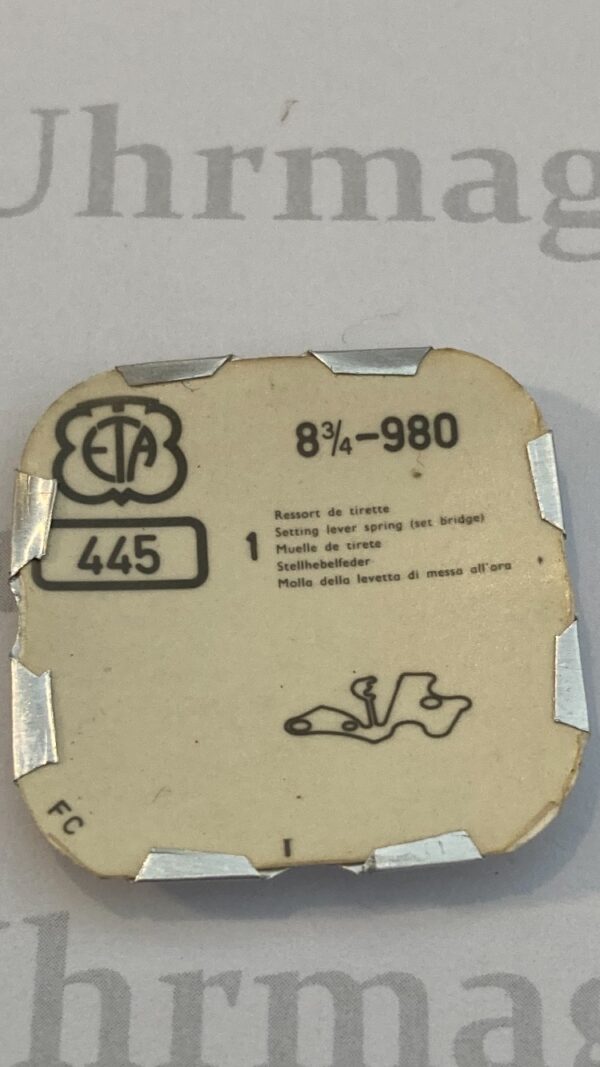 Uhrmag
ETA
8¾-980
445
1
Ressort de tirette
Setting lever spring (set bridge)
Muelle de tirete
Stellhebelfeder
Molla della levetta di messa all'ora
FC
I
Uhrmag